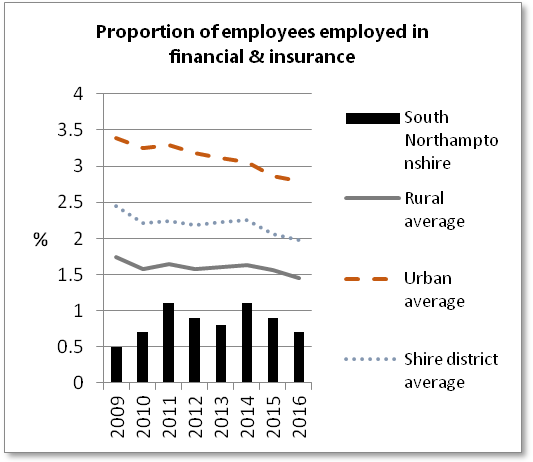 Proportion of employees employed in
financial & insurance
4
3.5
3
2.5
2
1.5
1
0.5
0
%
2009
2010
2011
2012
2013
2014
2015
2016
South
Northampto
nshire
Rural
average
Urban
average
Shire district
average